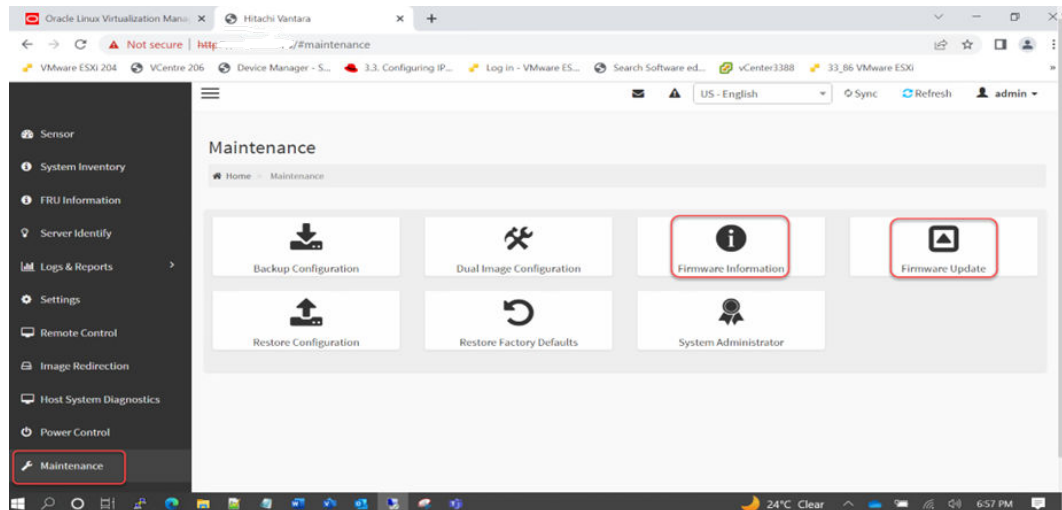 Oracle Linux Virtualization Mana
Hitachi Vantara
Not secure
/#maintenance
VMware ESXi 204
VCentre 206
Device Manager - S...
3.3. Configuring IP...
Log in - VMware ES...
Search Software ed...
vCenter3388
33_86 VMware ESXi
US - English
Sync
Refresh
admin
Sensor
System Inventory
FRU Information
Server Identify
Logs & Reports
Settings
Remote Control
Image Redirection
Host System Diagnostics
Power Control
Maintenance
Maintenance
Home > Maintenance
Backup Configuration
Dual Image Configuration
Firmware Information
Firmware Update
Restore Configuration
Restore Factory Defaults
System Administrator
24°C Clear
6:57 PM